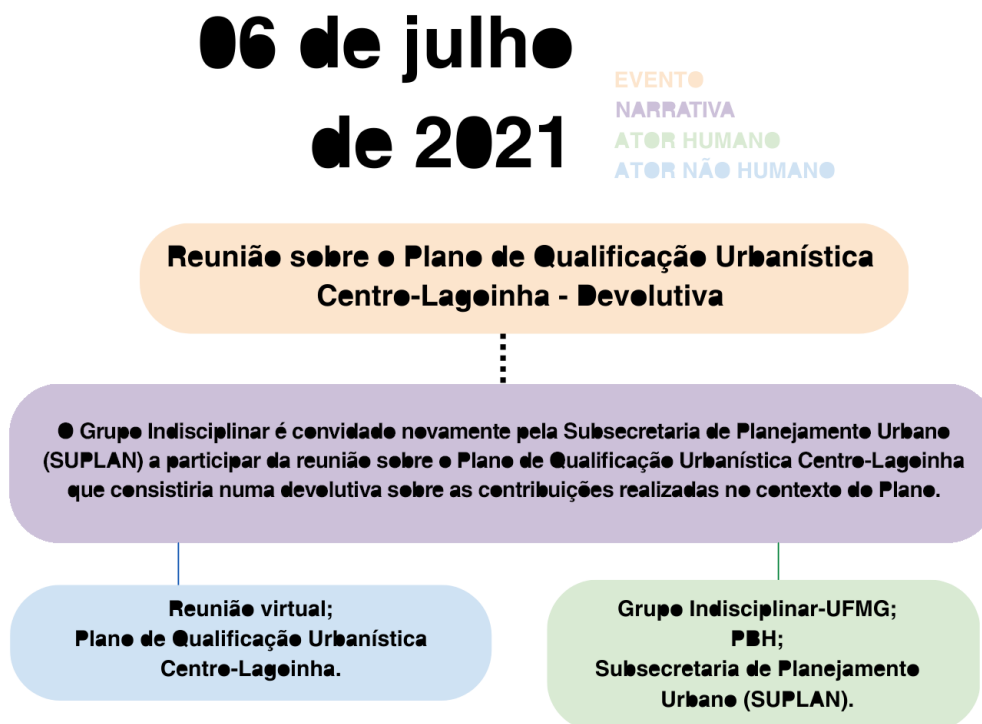 06 de julho
de 2021
EVENTO
NARRATIVA
ATOR HUMANO
ATOR NÃO HUMANO
Reunião sobre o Plano de Qualificação Urbanística
Centro-Lagoinha - Devolutiva
O Grupo Indisciplinar é convidado novamente pela Subsecretaria de Planejamento Urbano
(SUPLAN) a participar da reunião sobre o Plano de Qualificação Urbanística Centro-Lagoinha
que consistiria numa devolutiva sobre as contribuições realizadas no contexto do Plano.
Reunião virtual;
Plano de Qualificação Urbanística
Centro-Lagoinha.
Grupo Indisciplinar-UFMG;
PBH;
Subsecretaria de Planejamento
Urbano (SUPLAN).